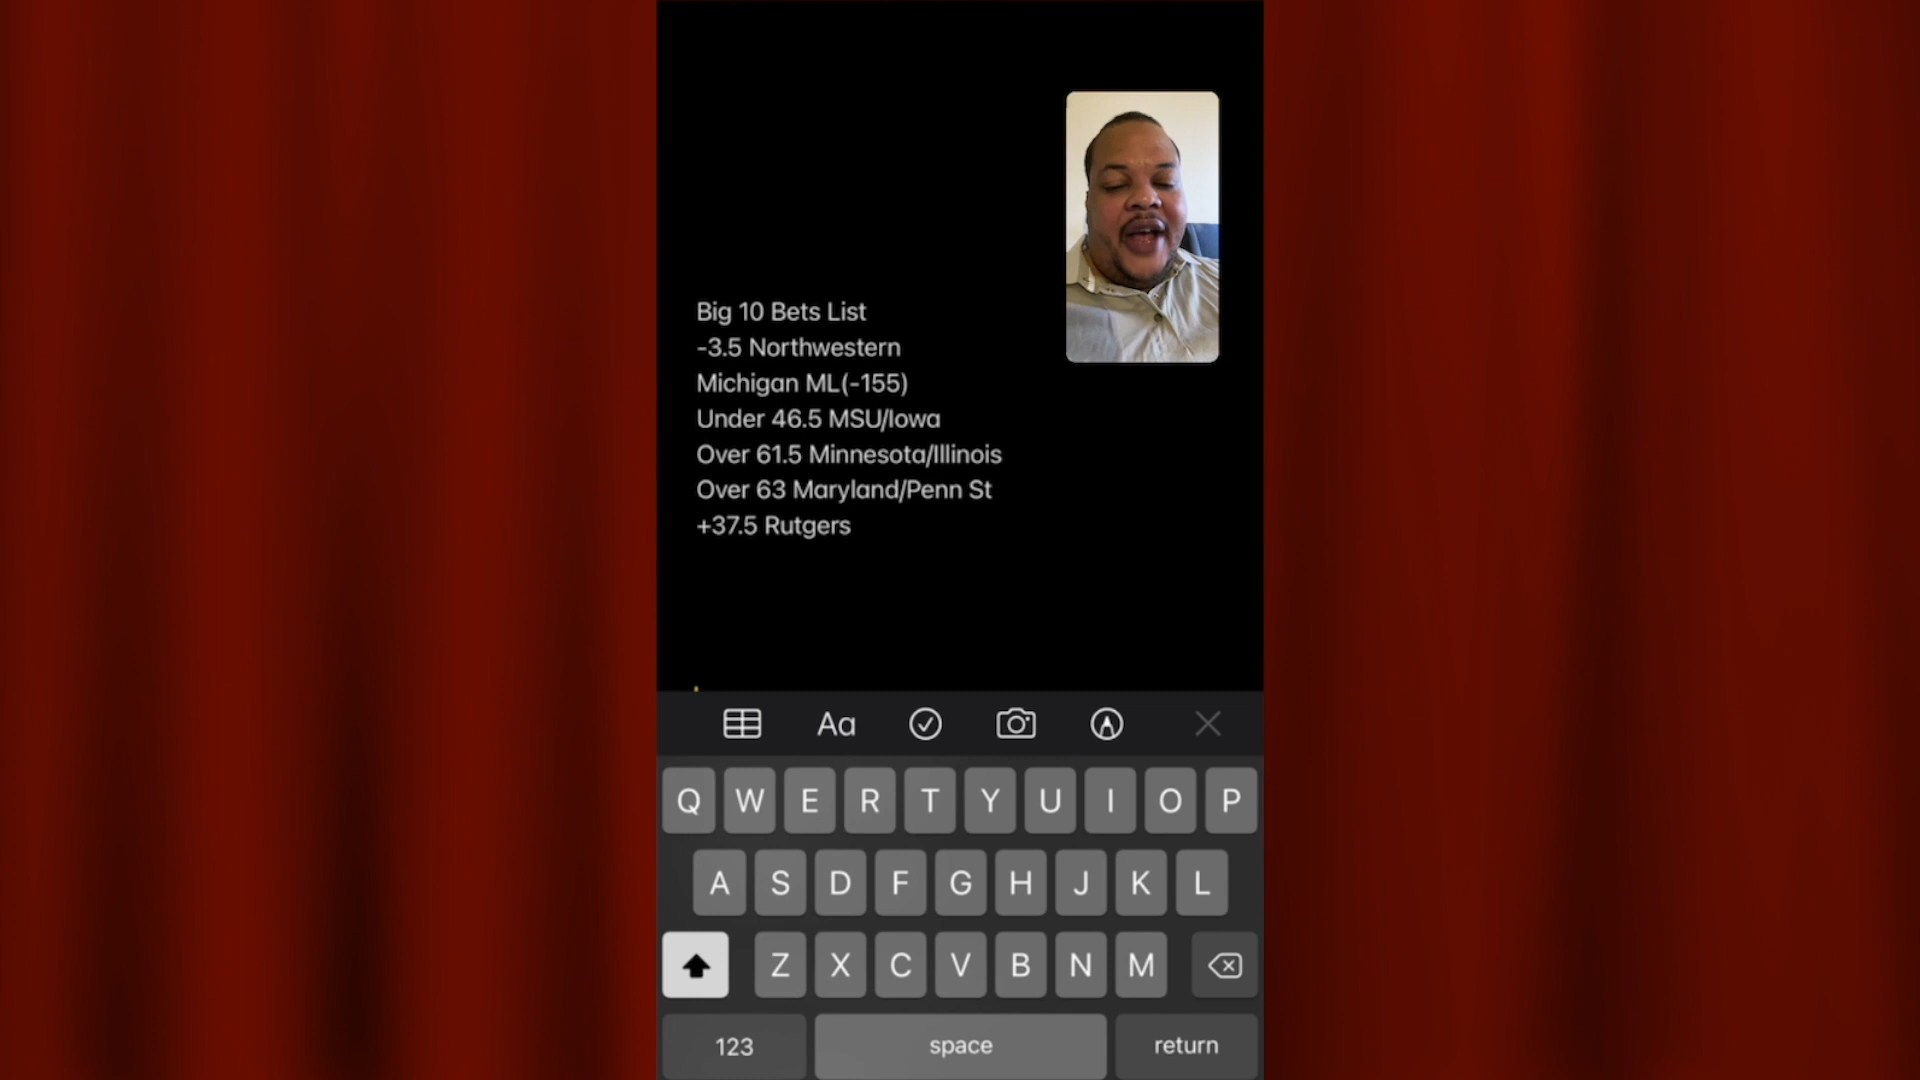 Big 10 Bets List
-3.5 Northwestern
Michigan ML(-155)
Under 46.5 MSU/Iowa
Over 61.5 Minnesota/Illinois
Over 63 Maryland/Penn St
+37.5 Rutgers
Aa
Q W E R T Y U I O P
A S D F G H J K L
Z X C V B N M
123 space return